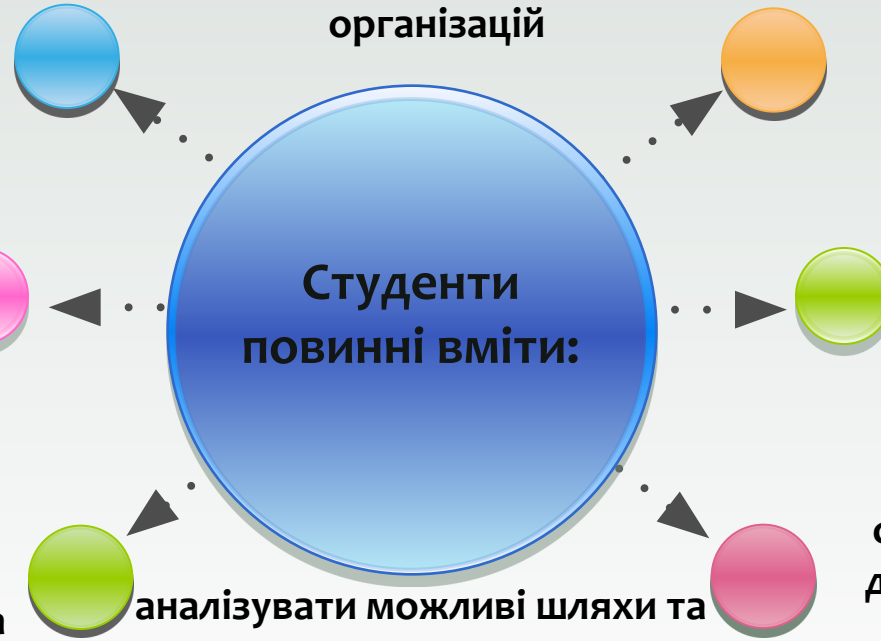 організацій
Студенти
повинні вміти:
аналізувати можливі шляхи та